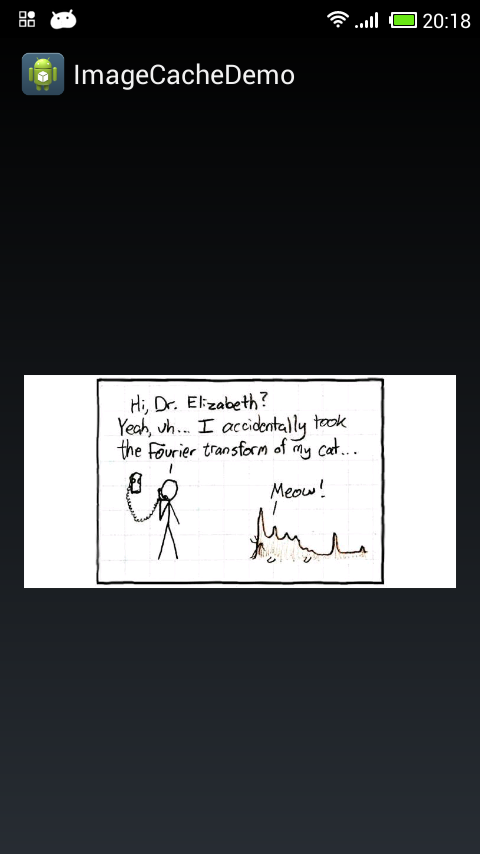 20:18
ImageCacheDemo
Hi, Dr. Elizabeth?
Yeah, uh... I accidentally took
the Fourier transform of my cat...
Meow!